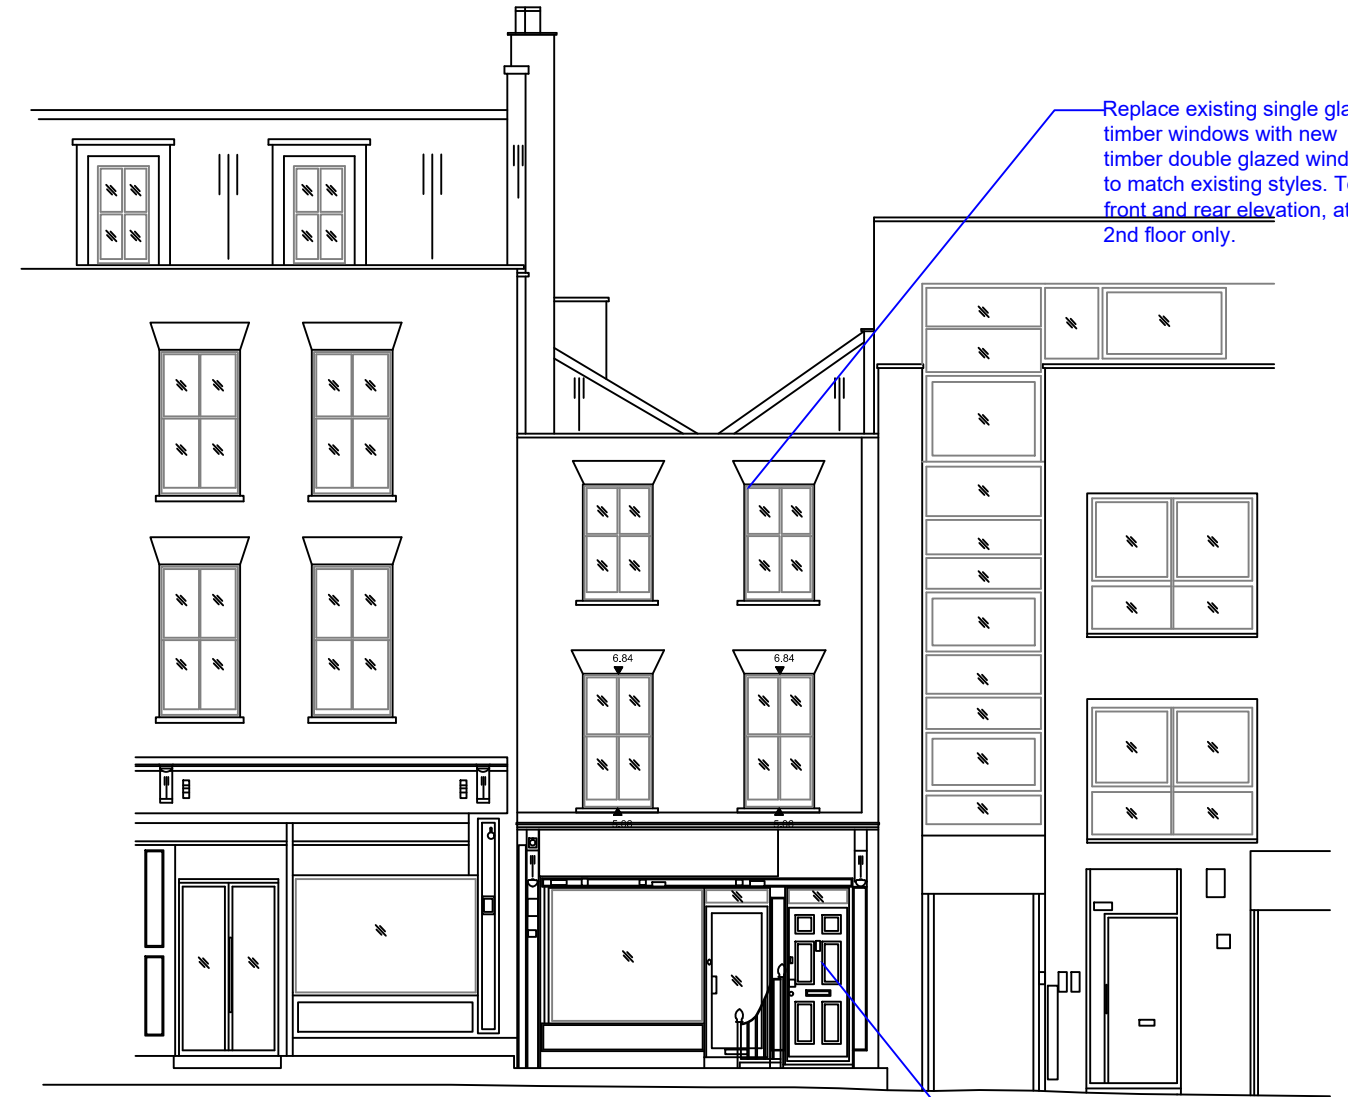 Replace existing single gla
timber windows with new
timber double glazed wind
to match existing styles. T
front and rear elevation, at
2nd floor only.
6.84
6.84